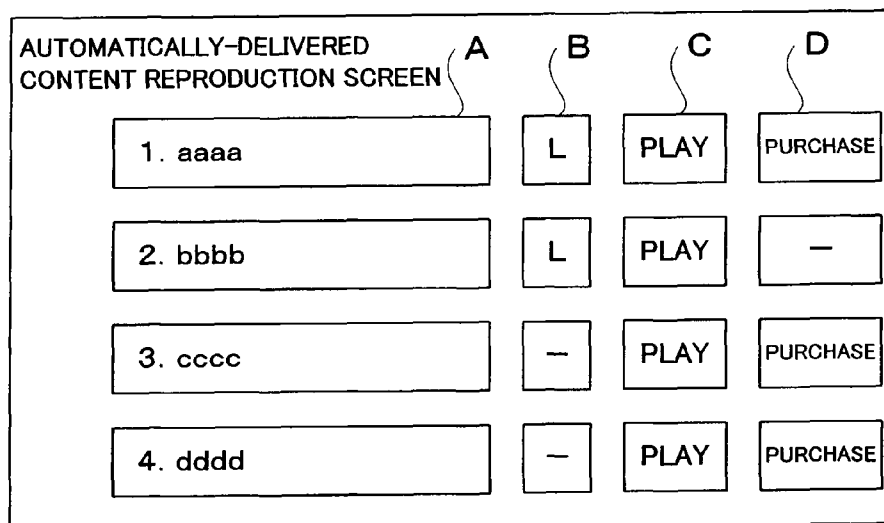 AUTOMATICALLY-DELIVERED A B C D
CONTENT REPRODUCTION SCREEN
1. aaaa L PLAY PURCHASE
2. bbbb L PLAY –
3. cccc – PLAY PURCHASE
4. dddd – PLAY PURCHASE